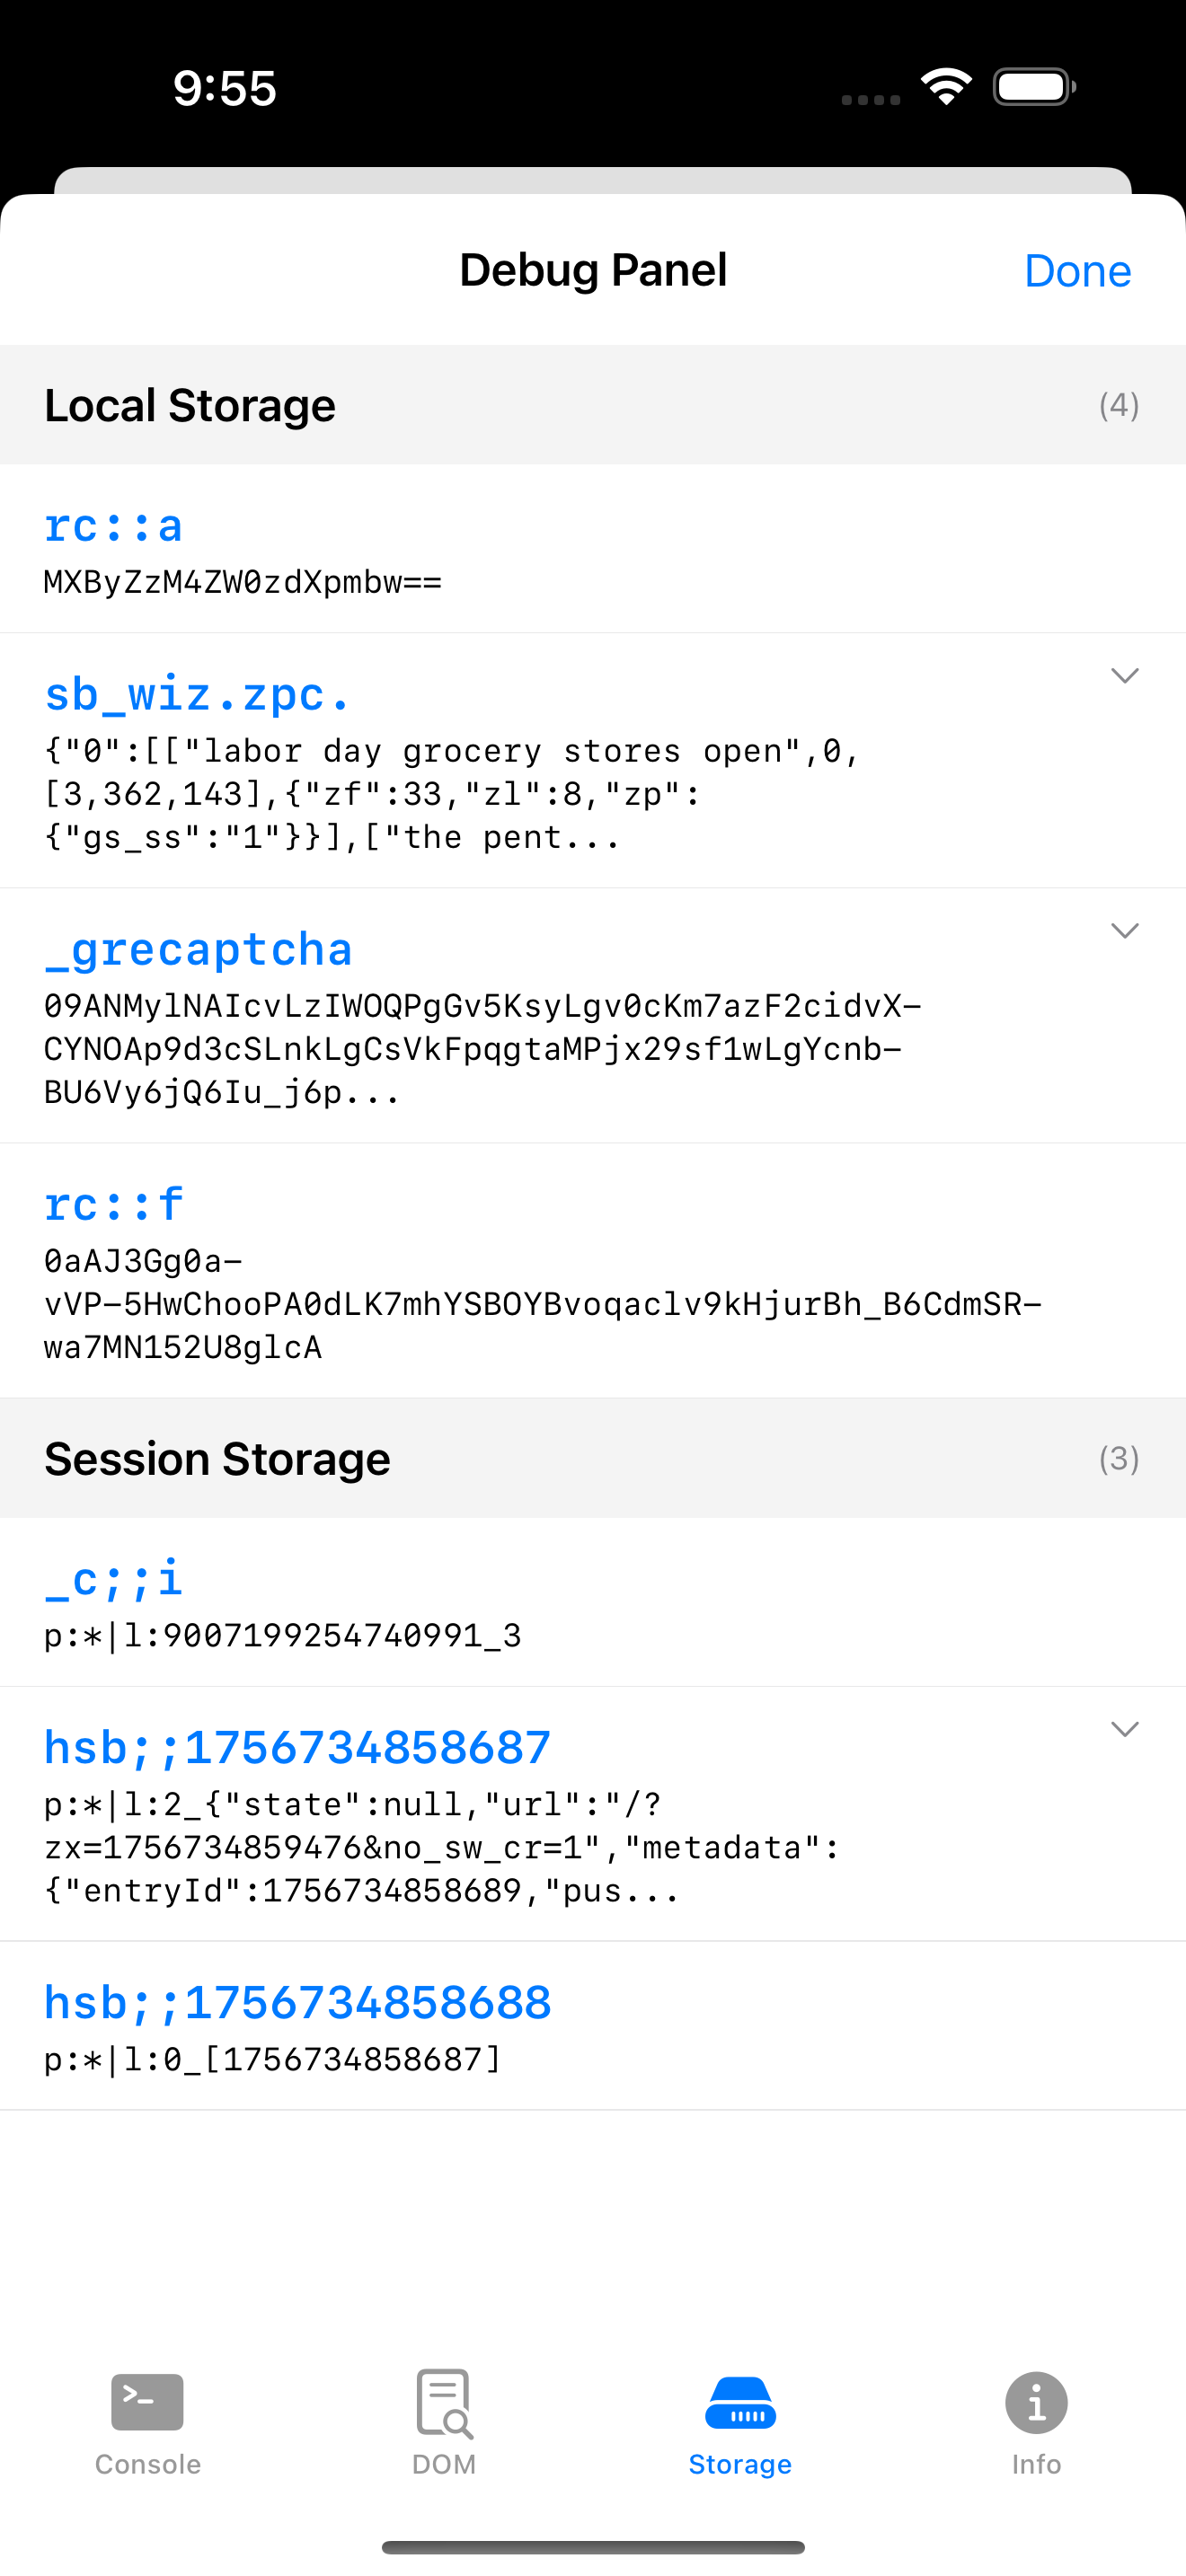 9:55
Debug Panel
Done
Local Storage
(4)
rc::a
MXByZzM4ZW0zdXpmbw==
sb_wiz.zpc.
{"0":[["labor day grocery stores open",0,
[3,362,143],{"zf":33,"zl":8,"zp":
{"gs_ss":"1"}}],["the pent...
_grecaptcha
09ANMylNAIcvLzIWOQPgGv5KsyLgv0cKm7azF2cidvX-
CYNOAp9d3cSLnkLgCsVkFpqgtaMPjx29sf1wLgYcnb-
BU6Vy6jQ6Iu_j6p...
rc::f
0aAJ3Gg0a-
vVP-5HwChooPA0dLK7mhYSBOYBvoqaclv9kHjurBh_B6CdmSR-
wa7MN152U8glcA
Session Storage
(3)
_c;;i
p:*|l:9007199254740991_3
hsb;;1756734858687
p:*|l:2_{"state":null,"url":"/?
zx=1756734859476&no_sw_cr=1","metadata":
{"entryId":1756734858689,"pus...
hsb;;1756734858688
p:*|l:0_[1756734858687]
Console
DOM
Storage
Info